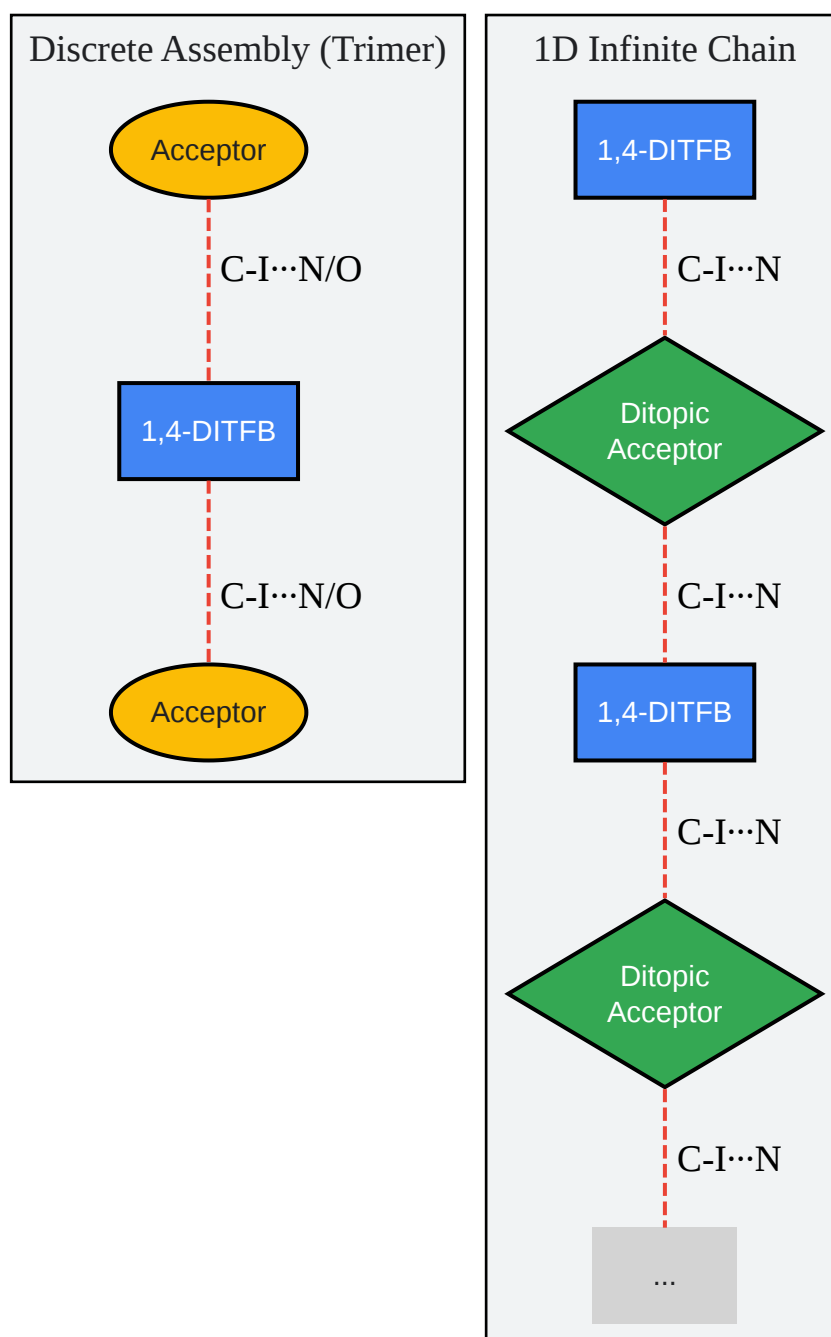 Discrete Assembly (Trimer)
Acceptor
C-I···N/O
1,4-DITFB
C-I···N/O
Acceptor
1D Infinite Chain
1,4-DITFB
C-I···N
Ditopic
Acceptor
C-I···N
1,4-DITFB
C-I···N
Ditopic
Acceptor
C-I···N
...